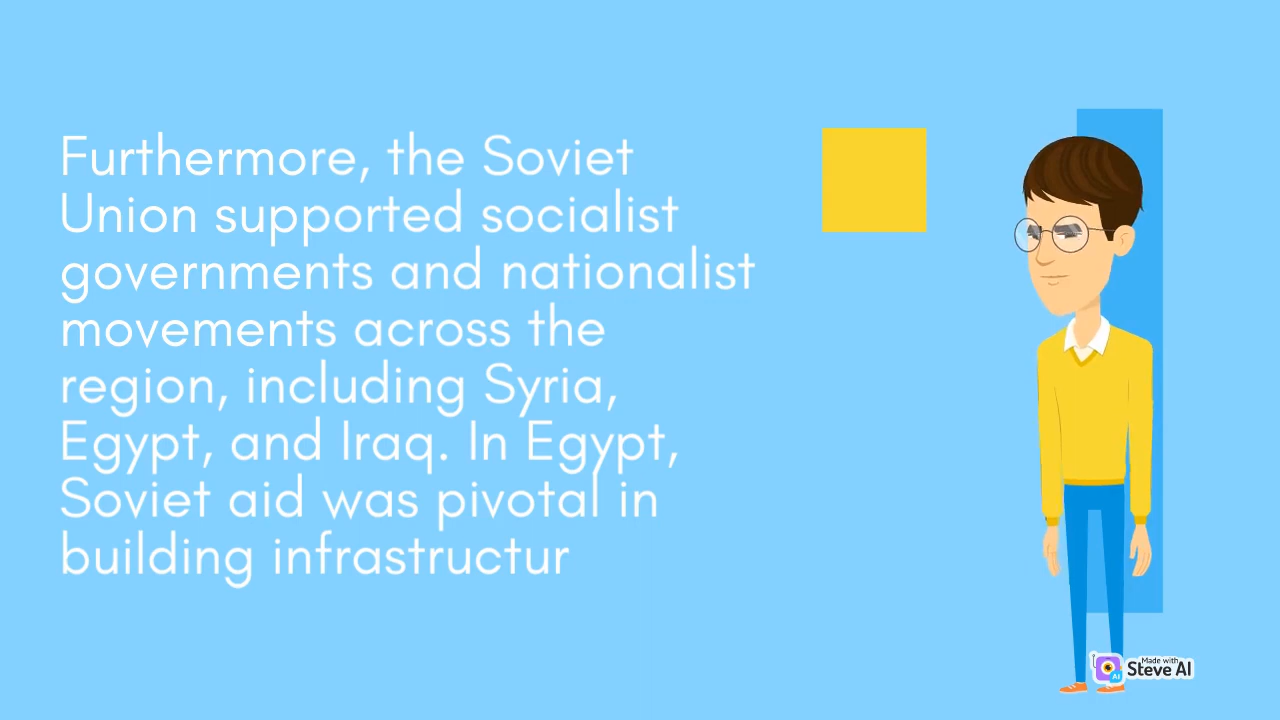 Furthermore, the Soviet
Union supported socialist
governments and nationalist
movements across the
region, including Syria,
Egypt, and Iraq. In Egypt,
Soviet aid was pivotal in
building infrastructur
Made with
Steve AI
AI